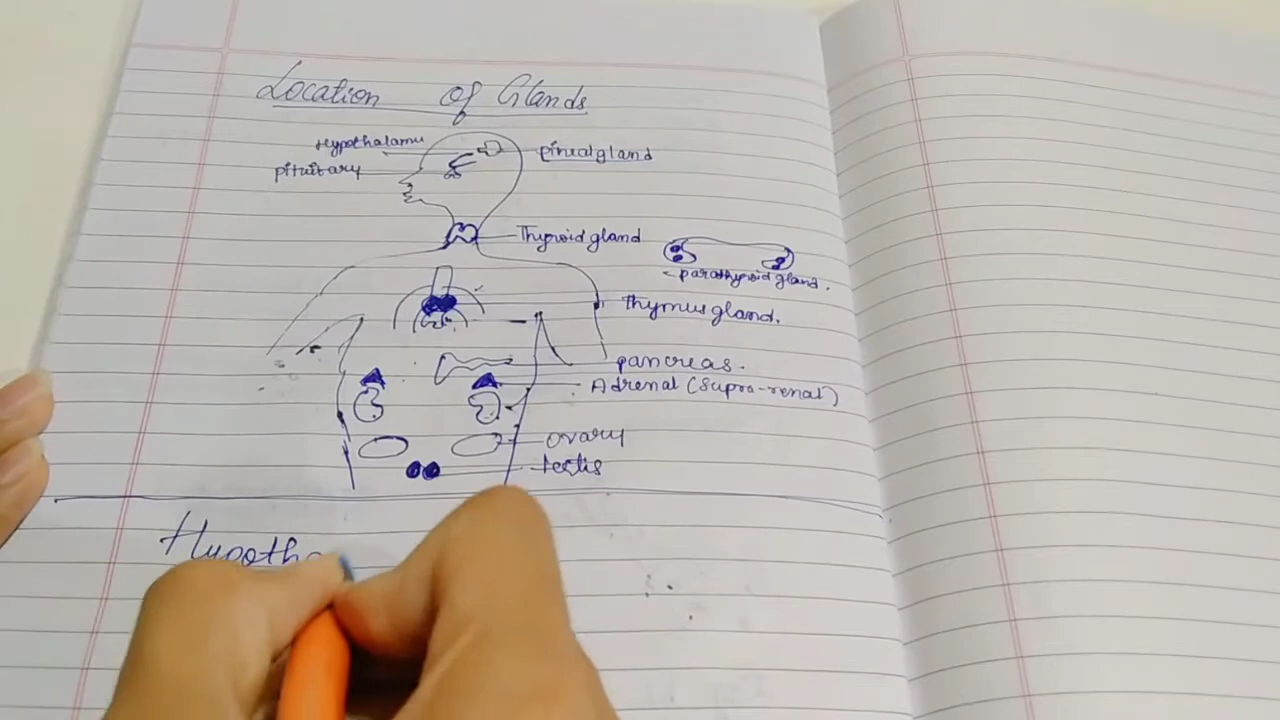 Location of Glands
Hypothalamu
pituitary
pineal gland
Thyroid gland
parathyroid gland.
Thymus gland.
pancreas.
Adrenal (Supra-renal)
ovary
testis
Hypotha